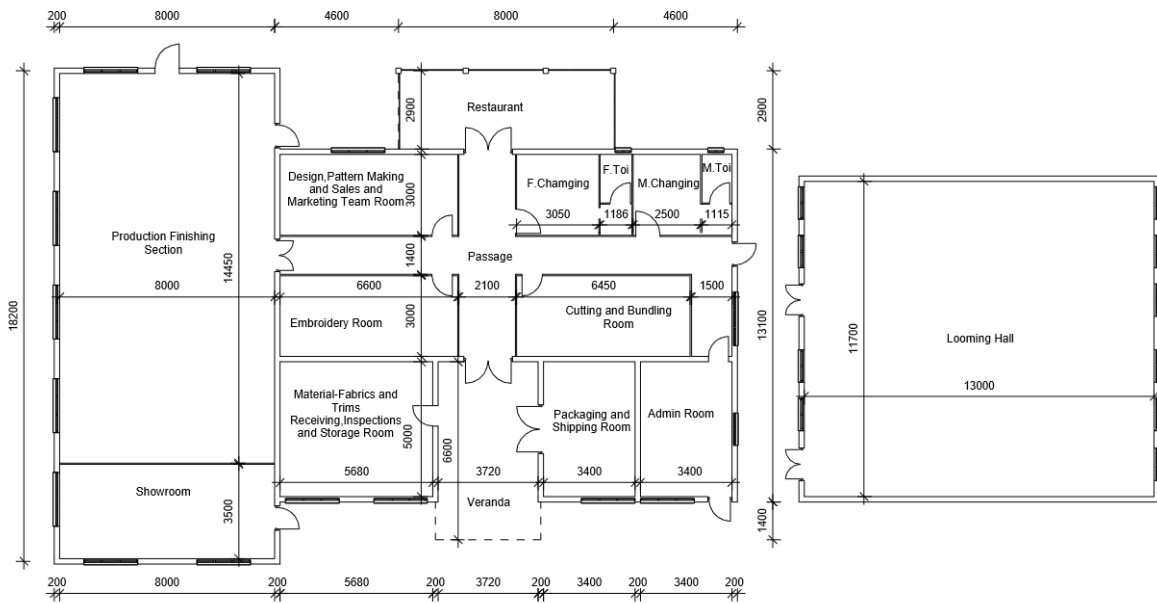 200 8000 4600 8000 4600
2900
2900
Restaurant
Design,Pattern Making
and Sales and
Marketing Team Room
3000
F.Chamging
F.Toi
M.Changing
M.Toi
3050 1186 2500 1115
Production Finishing
Section
14450
1400
Passage
8000 6600 2100 6450 1500
18200
Embroidery Room
3000
Cutting and Bundling
Room
13100
11700
Looming Hall
13000
Material-Fabrics and
Trims
Receiving,Inspections
and Storage Room
5000
6600
Packaging and
Shipping Room
Admin Room
5680 3720 3400 3400
Showroom
3500
Veranda
1400
200 8000 200 5680 200 3720 200 3400 200 3400 200